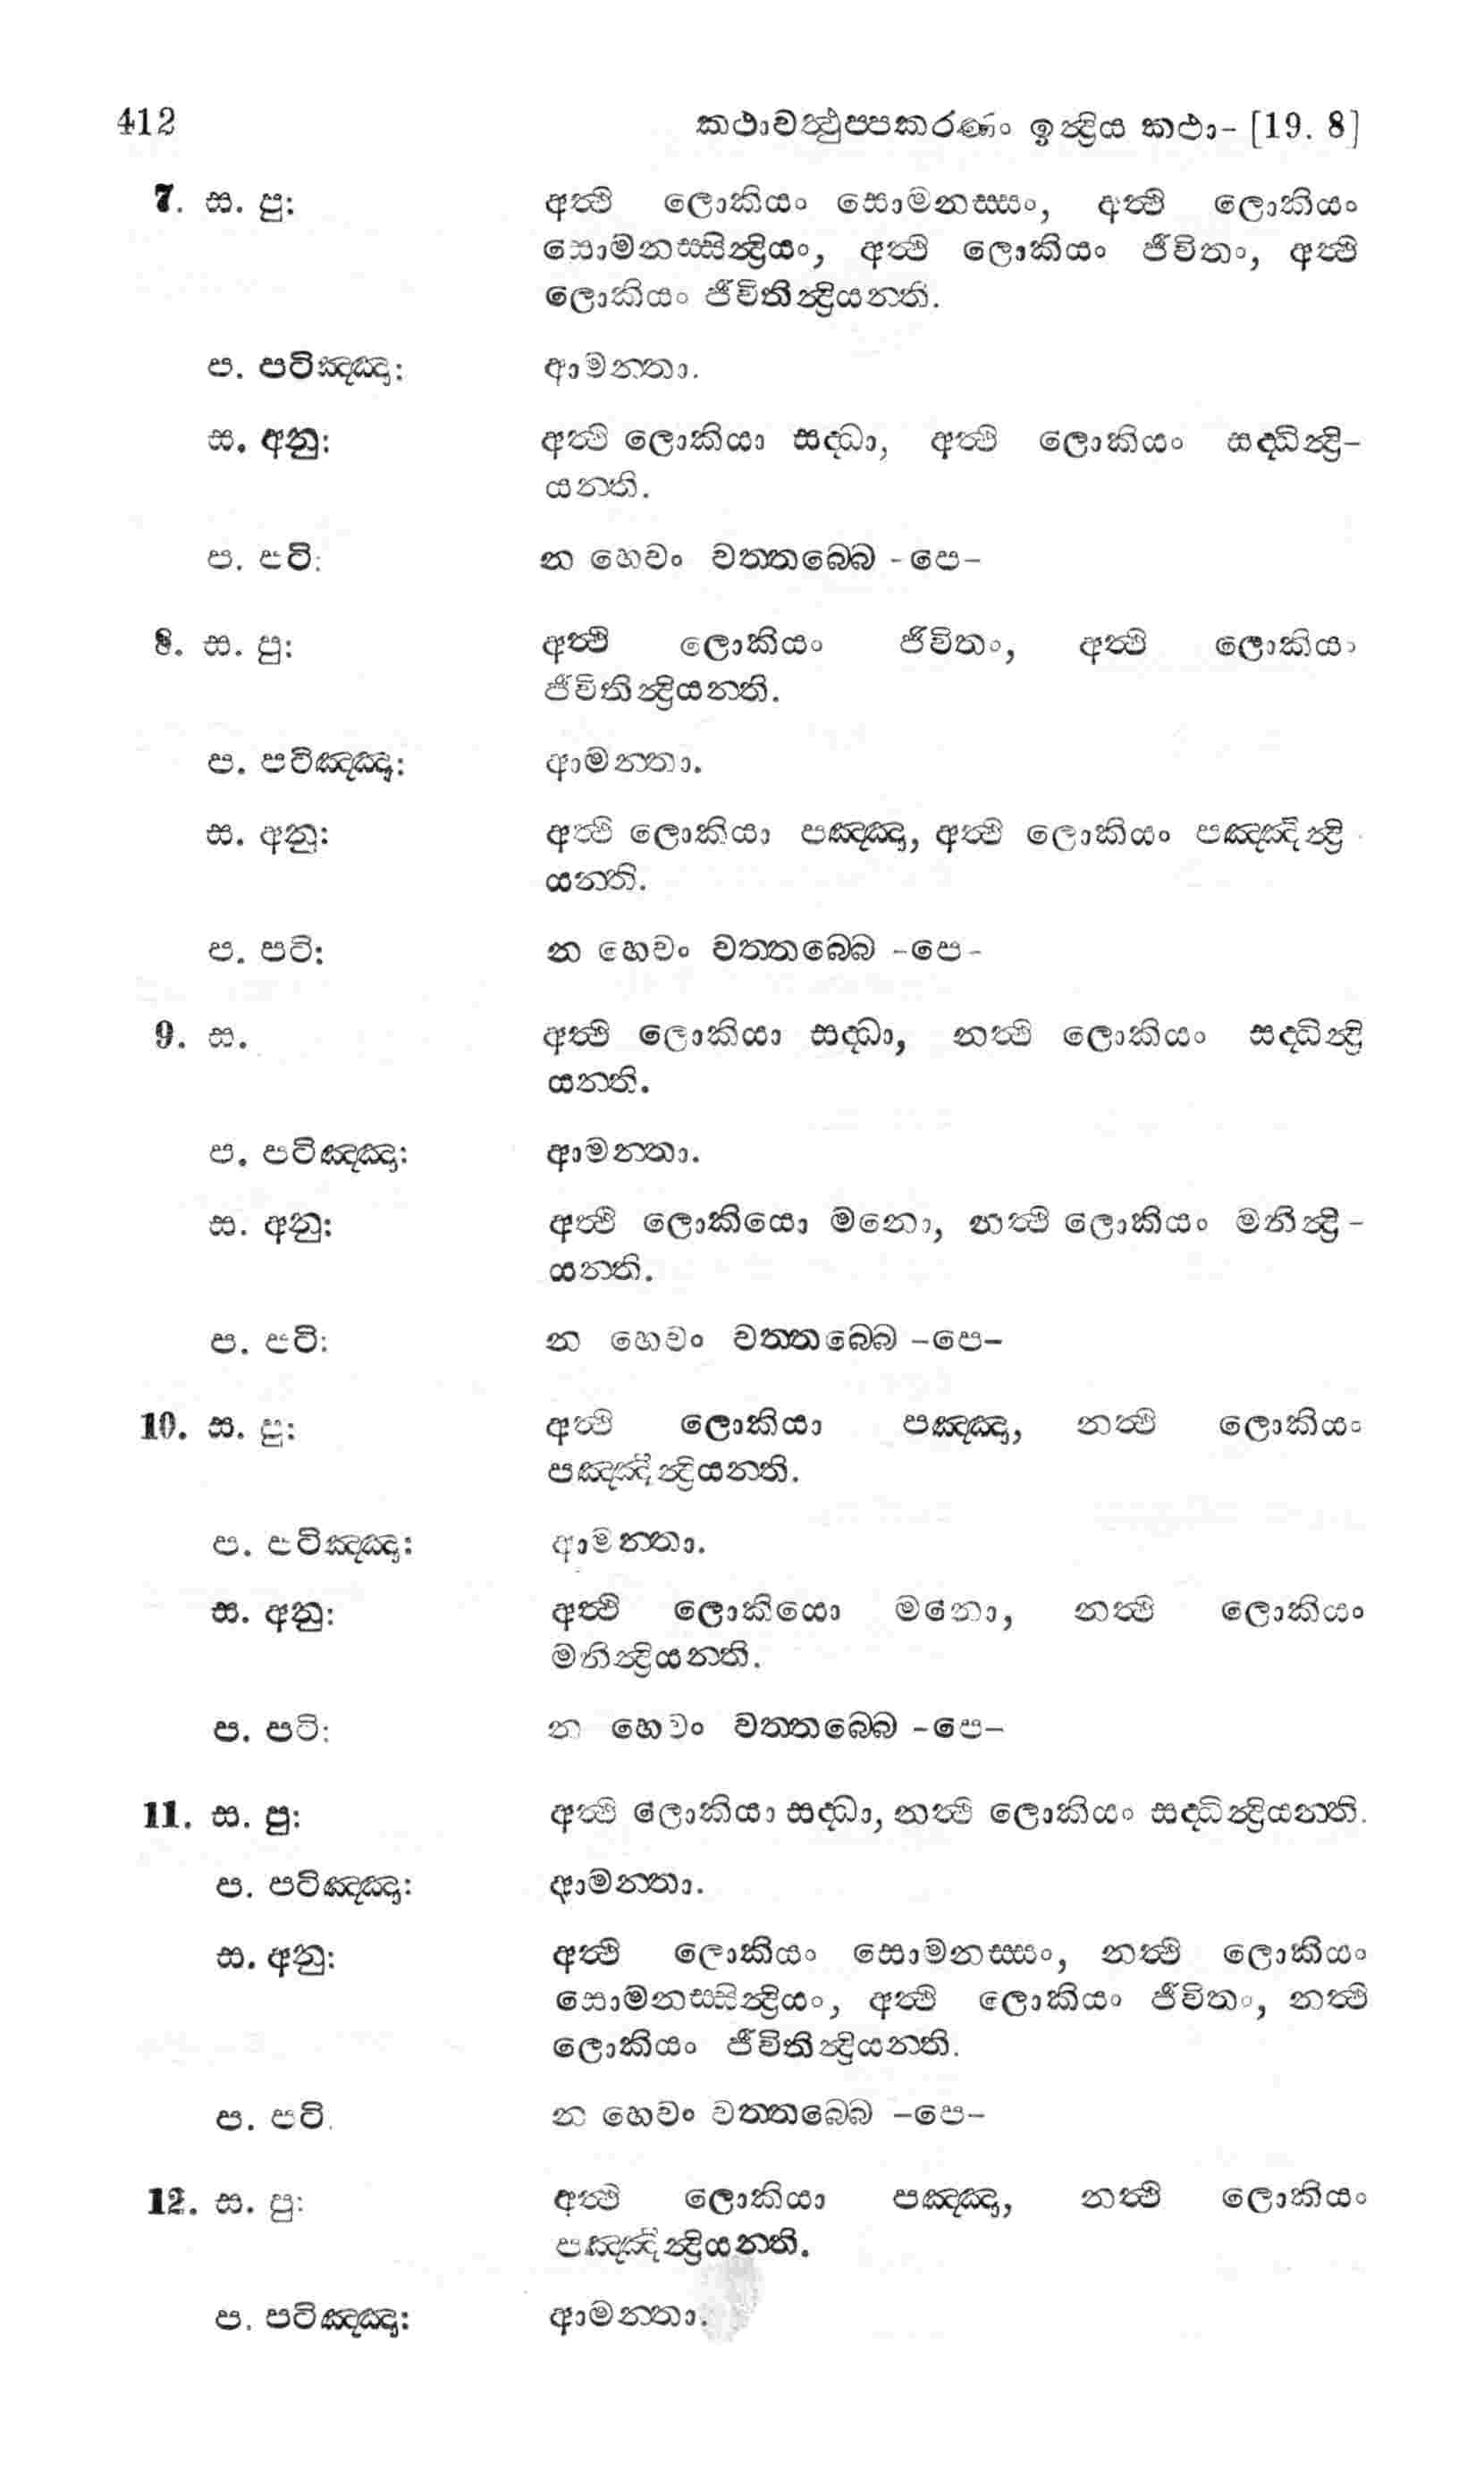 412 කථාවත්ථුප්පකරණං ඉන්ද්‍රිය කථා- [19. 8]
7. ස. පු: අත්ථි ලොකියං සොමනස්සං, අත්ථි ලොකියං
සොමනස්සින්ද්‍රියං, අත්ථි ලොකියං ජීවිතං, අත්ථි
ලොකියං ජීවිතින්ද්‍රියන්ති.
ප. පටිඤ්ඤා: ආමන්තා.
ස. අනු: අත්ථි ලොකියා සද්ධා, අත්ථි ලොකියං සද්ධින්ද්‍රි-
යන්ති.
ප. පටි: න හෙවං වත්තබ්බෙ -පෙ-
8. ස. පු: අත්ථි ලොකියං ජීවිතං, අත්ථි ලොකියා
ජීවිතින්ද්‍රියන්ති.
ප. පටිඤ්ඤා: ආමන්තා.
ස. අනු: අත්ථි ලොකියා පඤ්ඤා, අත්ථි ලොකියං පඤ්ඤින්ද්‍රි
යන්ති.
ප. පටි: න හෙවං වත්තබ්බෙ -පෙ-
9. ස. අත්ථි ලොකියා සද්ධා, නත්ථි ලොකියං සද්ධින්ද්‍රි
යන්ති.
ප. පටිඤ්ඤා: ආමන්තා.
ස. අනු: අත්ථි ලොකියො මනො, නත්ථි ලොකියං මනින්ද්‍රි-
යන්ති.
ප. පටි: න හෙවං වත්තබ්බෙ -පෙ-
10. ස. පු: අත්ථි ලොකියා පඤ්ඤා, නත්ථි ලොකියං
පඤ්ඤින්ද්‍රියන්ති.
ප. පටිඤ්ඤා: ආමන්තා.
ස. අනු: අත්ථි ලොකියො මනො, නත්ථි ලොකියං
මනින්ද්‍රියන්ති.
ප. පටි: න හෙවං වත්තබ්බෙ -පෙ-
11. ස. පු: අත්ථි ලොකියා සද්ධා, නත්ථි ලොකියං සද්ධින්ද්‍රියන්ති.
ප. පටිඤ්ඤා: ආමන්තා.
ස. අනු: අත්ථි ලොකියං සොමනස්සං, නත්ථි ලොකියං
සොමනස්සින්ද්‍රියං, අත්ථි ලොකියං ජීවිතං, නත්ථි
ලොකියං ජීවිතින්ද්‍රියන්ති.
ප. පටි. න හෙවං වත්තබ්බෙ -පෙ-
12. ස. පු: අත්ථි ලොකියා පඤ්ඤා, නත්ථි ලොකියං
පඤ්ඤින්ද්‍රියන්ති.
ප. පටිඤ්ඤා: ආමන්තා.